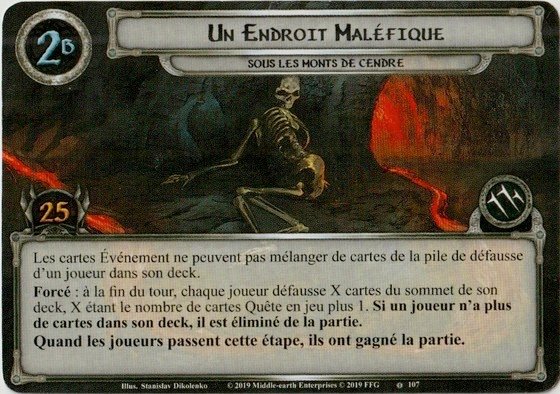 2B
UN ENDROIT MALÉFIQUE
SOUS LES MONTS DE CENDRE
25
Les cartes Événement ne peuvent pas mélanger de cartes de la pile de défausse
d'un joueur dans son deck.
Forcé : à la fin du tour, chaque joueur défausse X cartes du sommet de son
deck, X étant le nombre de cartes Quête en jeu plus 1. Si un joueur n'a plus
de cartes dans son deck, il est éliminé de la partie.
Quand les joueurs passent cette étape, ils ont gagné la partie.
Illus. Stanislav Dikolenko © 2019 Middle-earth Enterprises © 2019 FFG 107